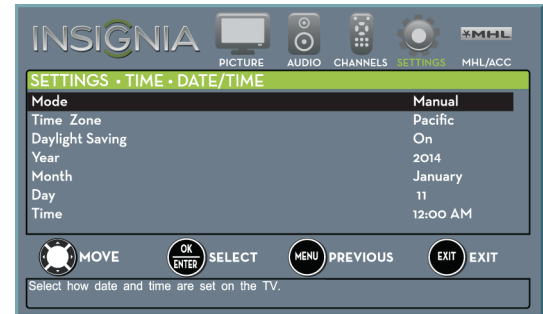 INSIGNIA
PICTURE AUDIO CHANNELS SETTINGS MHL/ACC
MHL
SETTINGS • TIME • DATE/TIME
Mode Manual
Time Zone Pacific
Daylight Saving On
Year 2014
Month January
Day 11
Time 12:00 AM
MOVE OK ENTER SELECT MENU PREVIOUS EXIT EXIT
Select how date and time are set on the TV.